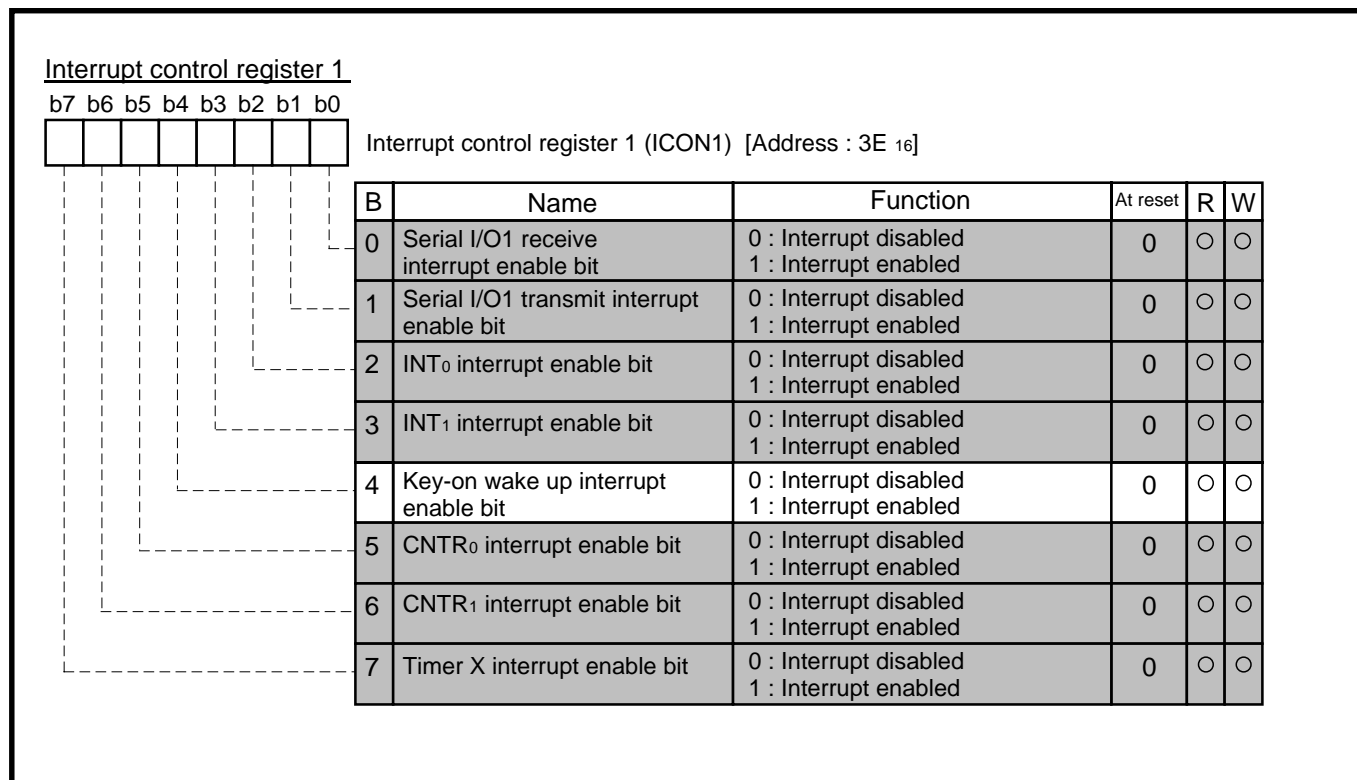 Interrupt control register 1
b7 b6 b5 b4 b3 b2 b1 b0
Interrupt control register 1 (ICON1) [Address : 3E 16]
B Name Function At reset R W
0 Serial I/O1 receive interrupt enable bit 0 : Interrupt disabled 0 ○ ○
1 : Interrupt enabled
1 Serial I/O1 transmit interrupt enable bit 0 : Interrupt disabled 0 ○ ○
1 : Interrupt enabled
2 INT0 interrupt enable bit 0 : Interrupt disabled 0 ○ ○
1 : Interrupt enabled
3 INT1 interrupt enable bit 0 : Interrupt disabled 0 ○ ○
1 : Interrupt enabled
4 Key-on wake up interrupt enable bit 0 : Interrupt disabled 0 ○ ○
1 : Interrupt enabled
5 CNTR0 interrupt enable bit 0 : Interrupt disabled 0 ○ ○
1 : Interrupt enabled
6 CNTR1 interrupt enable bit 0 : Interrupt disabled 0 ○ ○
1 : Interrupt enabled
7 Timer X interrupt enable bit 0 : Interrupt disabled 0 ○ ○
1 : Interrupt enabled